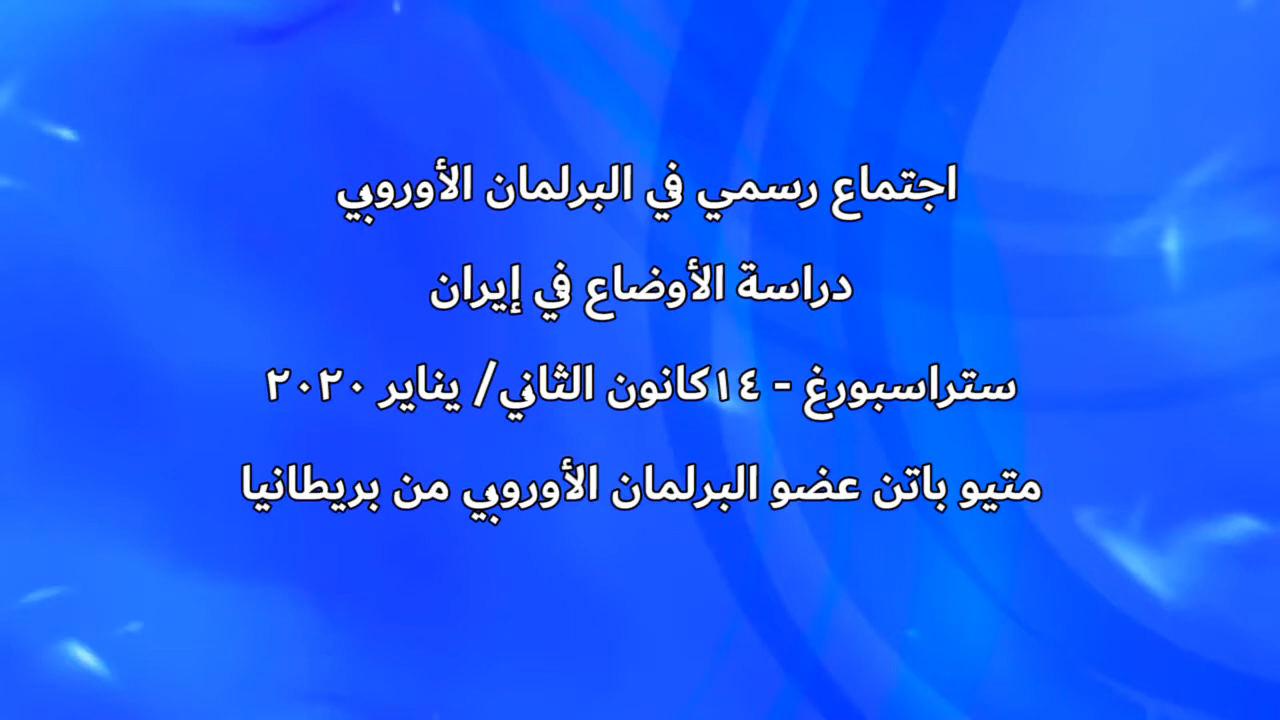 اجتماع رسمي في البرلمان الأوروبي
دراسة الأوضاع في إيران
ستراسبورغ - ١٤كانون الثاني/ يناير ٢٠٢٠
متيو باتن عضو البرلمان الأوروبي من بريطانيا